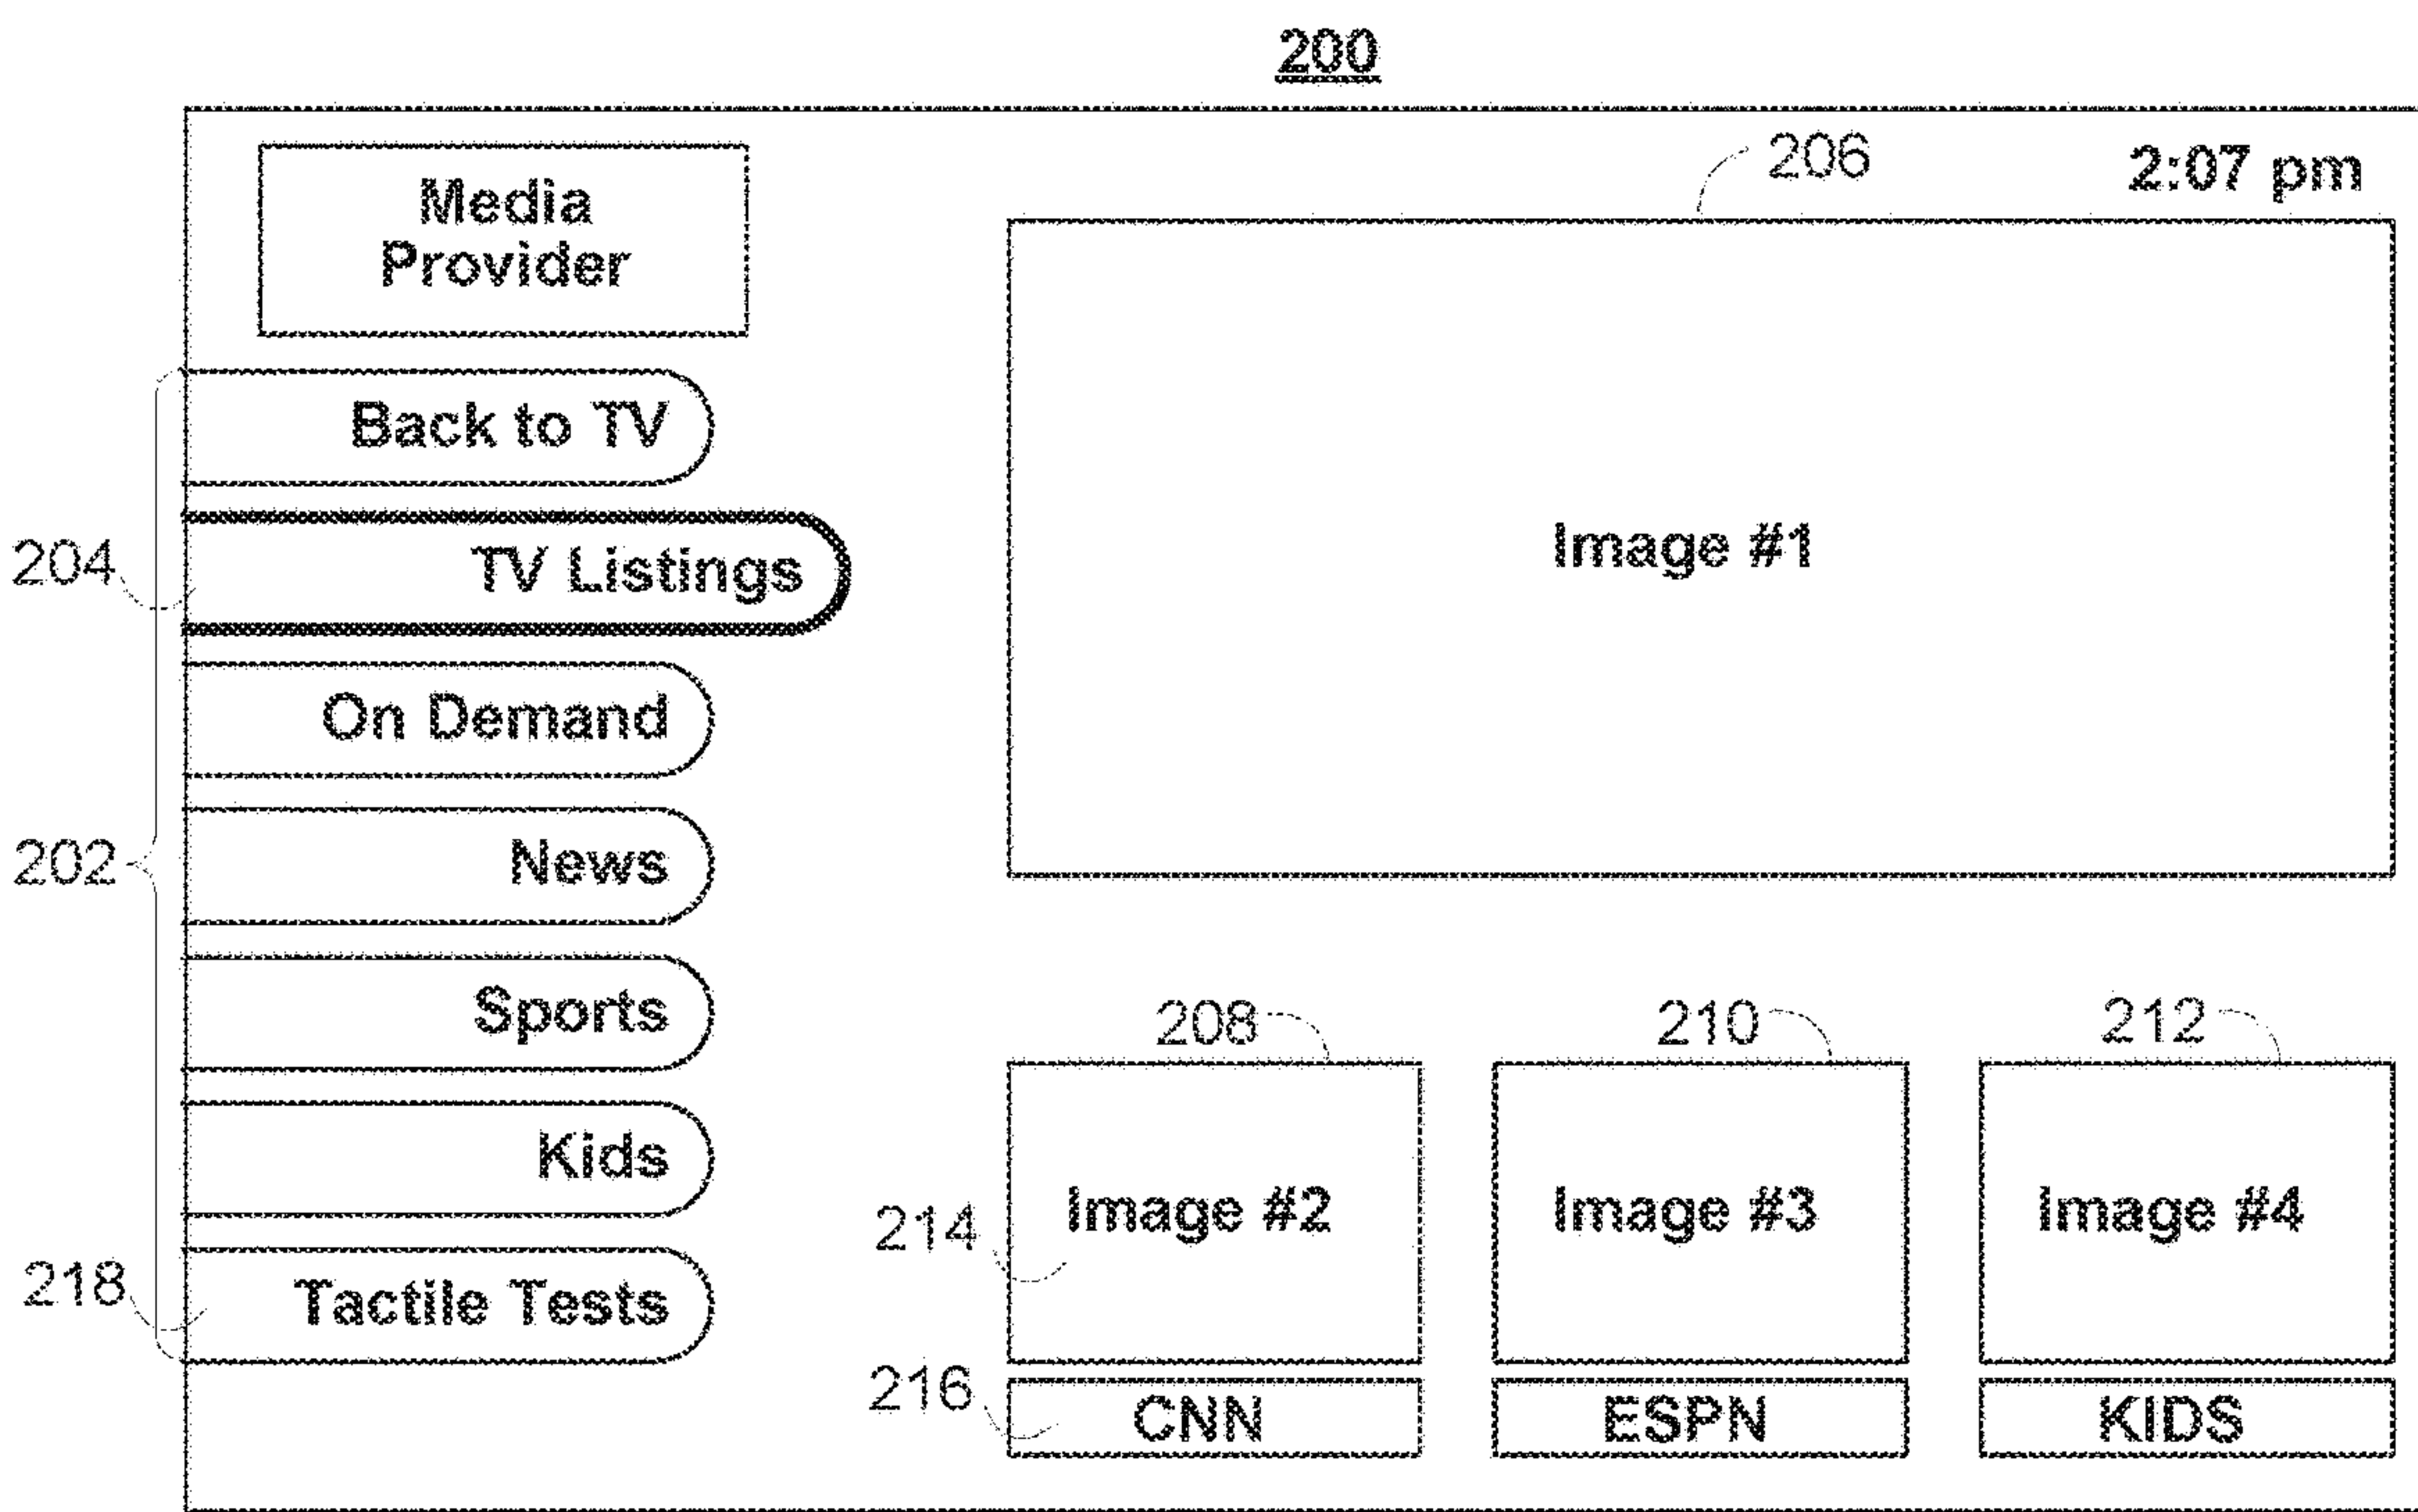 200
206
2:07 pm
Media
Provider
Back to TV
204
TV Listings
Image #1
On Demand
202
News
Sports
208
210
212
Kids
214
Image #2
Image #3
Image #4
218
Tactile Tests
216
CNN
ESPN
KIDS